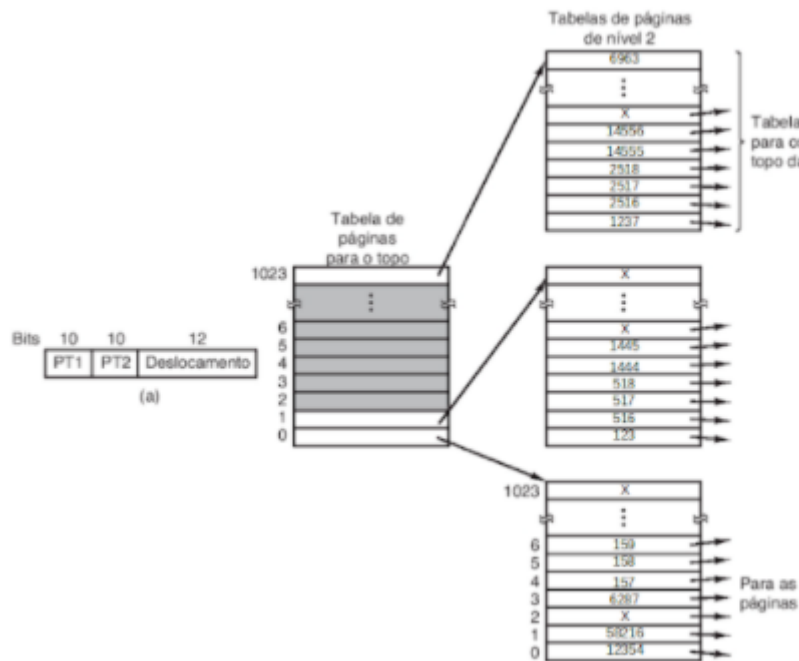 Tabelas de páginas
de nível 2
6963
X
14556
14555
2518
2517
2516
1237
Tabela
para o
topo da
Tabela de
páginas
para o topo
1023
6
5
4
3
2
1
0
Bits 10 10 12
PT1 PT2 Deslocamento
(a)
X
X
1445
1444
518
517
516
123
1023 X
6 159
5 158
4 157
3 6287
2 X
1 58216
0 12354
Para as
páginas